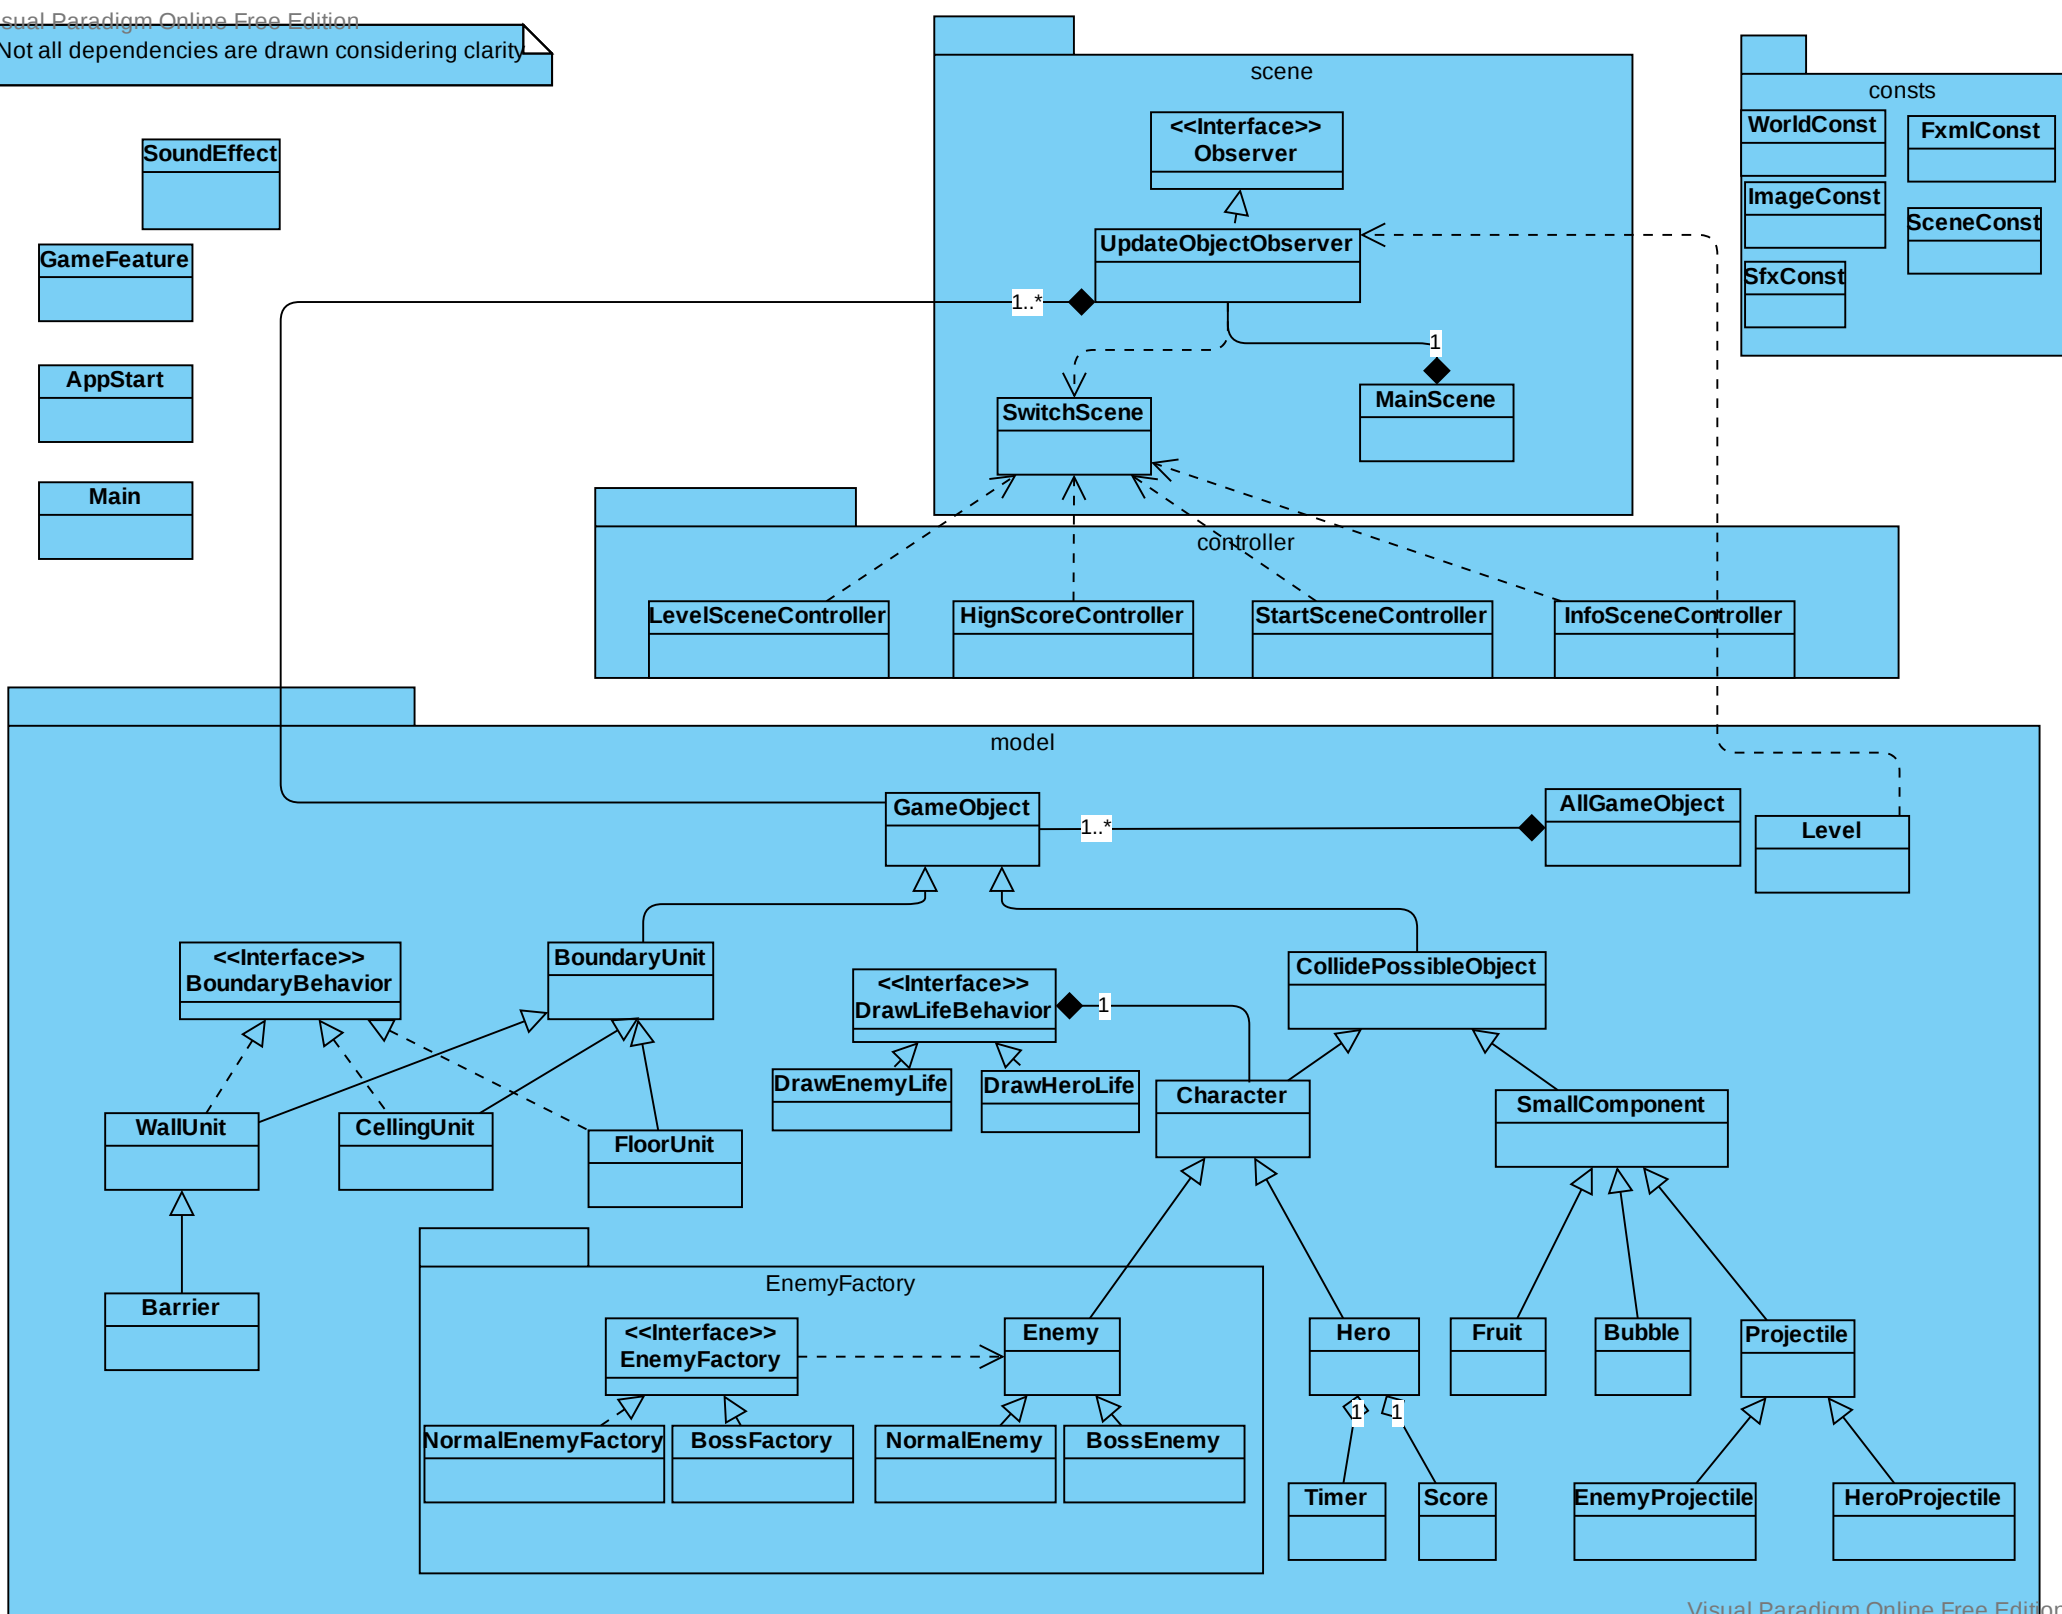 sual Paradigm Online Free Edition
Not all dependencies are drawn considering clarity
scene
<<Interface>>
Observer
UpdateObjectObserver
1..*
1
SwitchScene
MainScene
consts
WorldConst
FxmlConst
ImageConst
SceneConst
SfxConst
SoundEffect
GameFeature
AppStart
Main
controller
LevelSceneController
HignScoreController
StartSceneController
InfoSceneController
model
GameObject
1..*
AllGameObject
Level
<<Interface>>
BoundaryBehavior
BoundaryUnit
<<Interface>>
DrawLifeBehavior
1
CollidePossibleObject
DrawEnemyLife
DrawHeroLife
Character
SmallComponent
WallUnit
CellingUnit
FloorUnit
Barrier
EnemyFactory
<<Interface>>
EnemyFactory
Enemy
Hero
Fruit
Bubble
Projectile
1
1
NormalEnemyFactory
BossFactory
NormalEnemy
BossEnemy
Timer
Score
EnemyProjectile
HeroProjectile
Visual Paradigm Online Free Edition